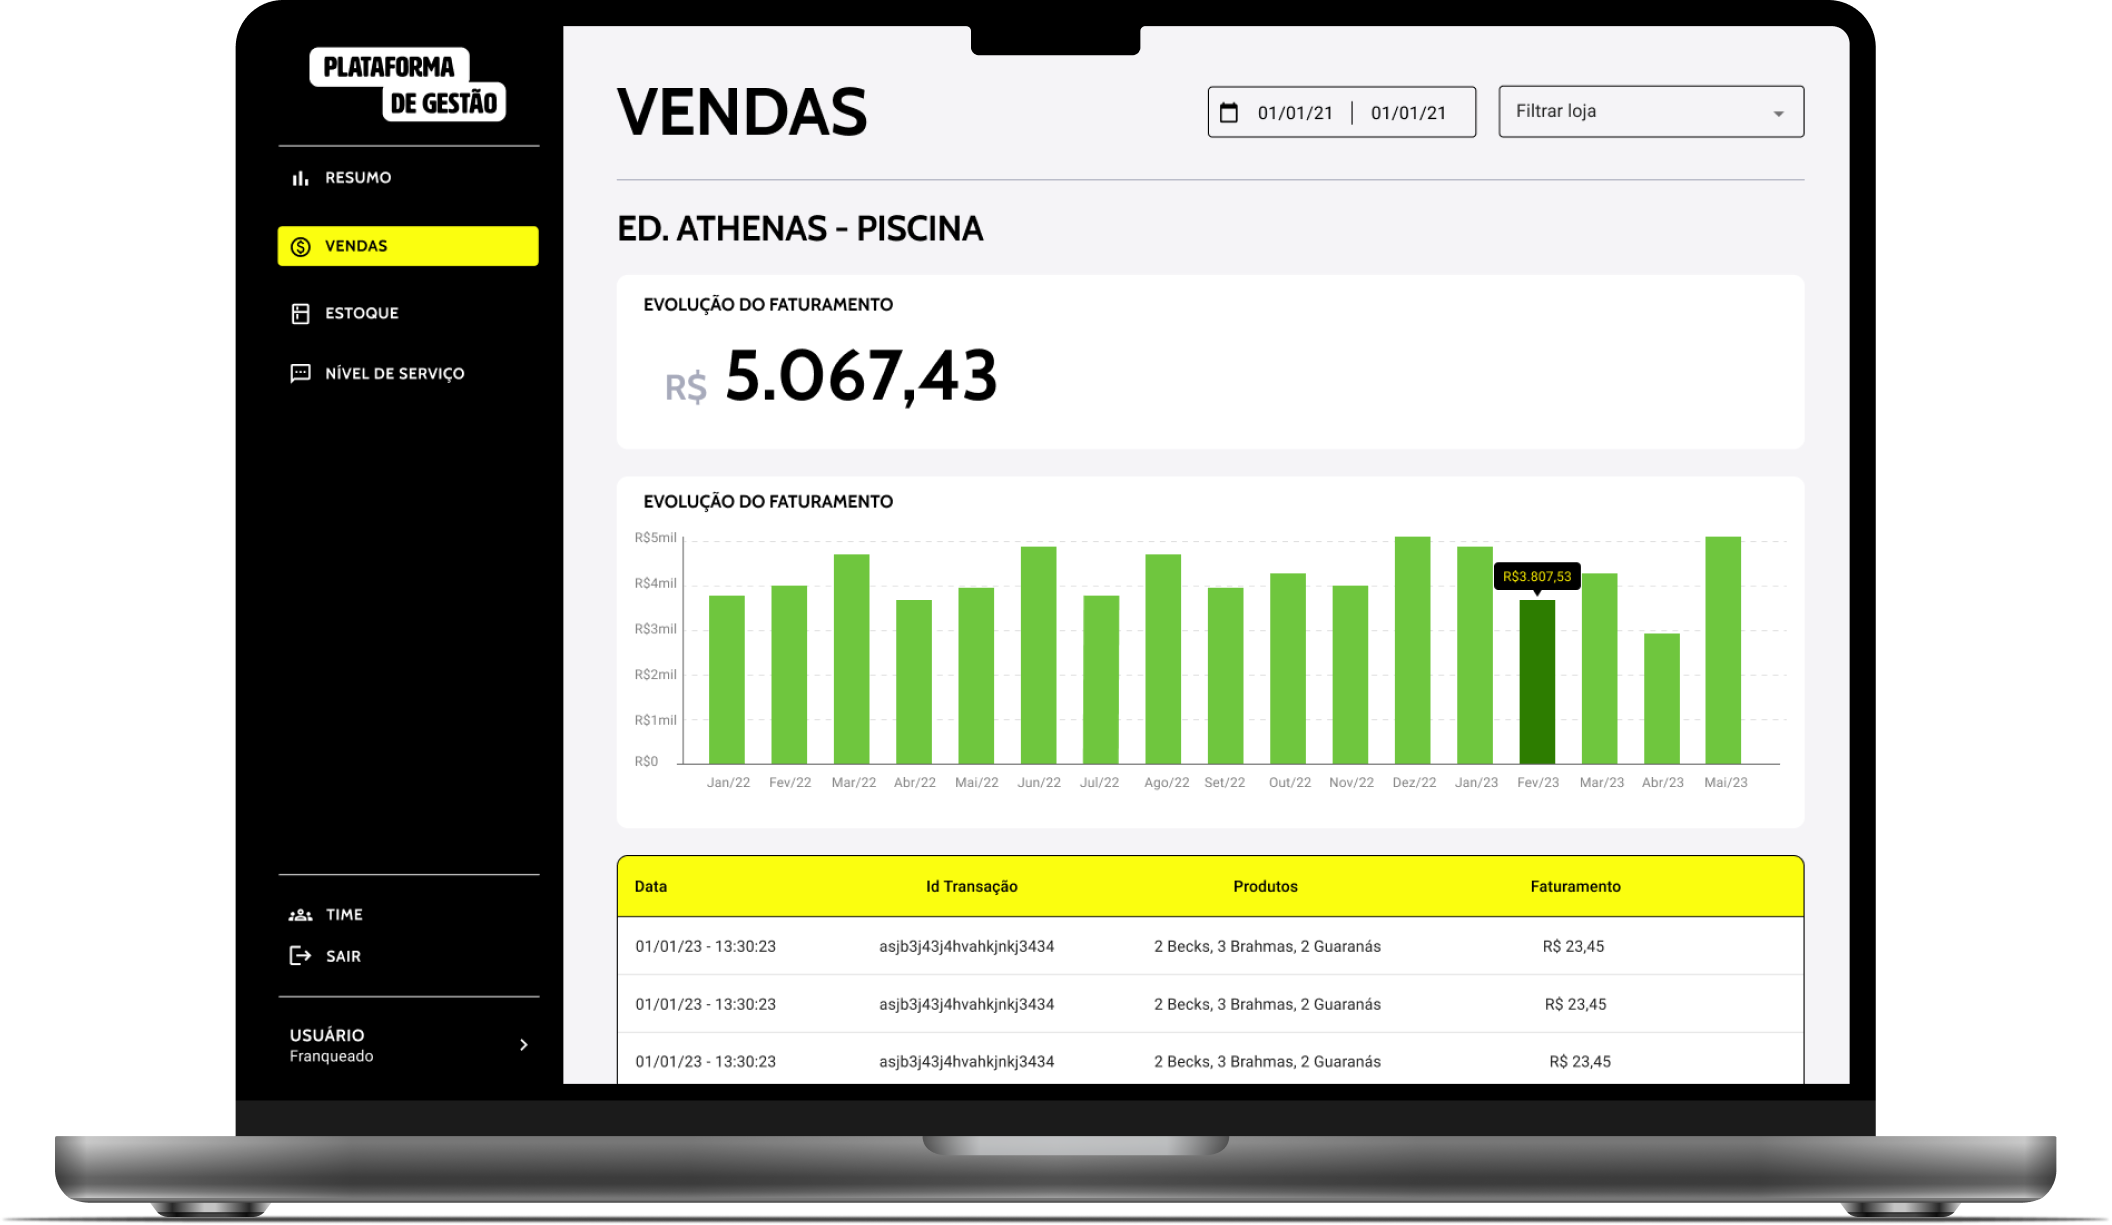 PLATAFORMA
DE GESTÃO
RESUMO
VENDAS
ESTOQUE
NÍVEL DE SERVIÇO
TIME
SAIR
USUÁRIO
Franqueado
VENDAS
01/01/21 | 01/01/21
Filtrar loja
ED. ATHENAS - PISCINA
EVOLUÇÃO DO FATURAMENTO
R$ 5.067,43
EVOLUÇÃO DO FATURAMENTO
R$5mil
R$4mil
R$3mil
R$2mil
R$1mil
R$0
R$3.807,53
Jan/22 Fev/22 Mar/22 Abr/22 Mai/22 Jun/22 Jul/22 Ago/22 Set/22 Out/22 Nov/22 Dez/22 Jan/23 Fev/23 Mar/23 Abr/23 Mai/23
Data Id Transação Produtos Faturamento
01/01/23 - 13:30:23 asjb3j43j4hvahkjnkj3434 2 Becks, 3 Brahmas, 2 Guaranás R$ 23,45
01/01/23 - 13:30:23 asjb3j43j4hvahkjnkj3434 2 Becks, 3 Brahmas, 2 Guaranás R$ 23,45
01/01/23 - 13:30:23 asjb3j43j4hvahkjnkj3434 2 Becks, 3 Brahmas, 2 Guaranás R$ 23,45